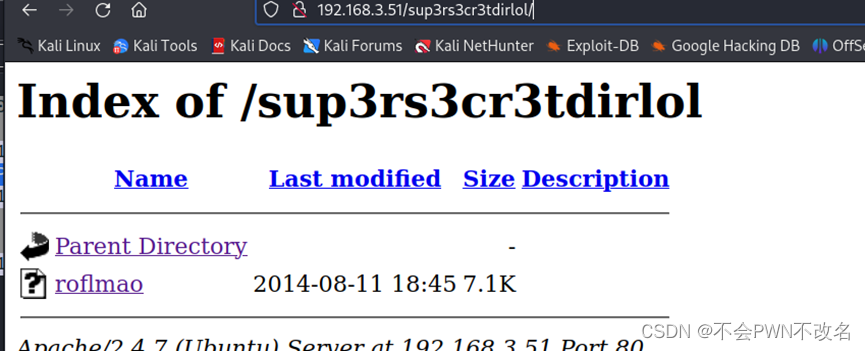 192.168.3.51/sup3rs3cr3tdirlol/
Kali Linux Kali Tools Kali Docs Kali Forums Kali NetHunter Exploit-DB Google Hacking DB OffSe
Index of /sup3rs3cr3tdirlol
Name Last modified Size Description
Parent Directory -
roflmao 2014-08-11 18:45 7.1K
Apache/2.4.7 (Ubuntu) Server at 192.168.3.51 Port 80
CSDN @不会PWN不改名